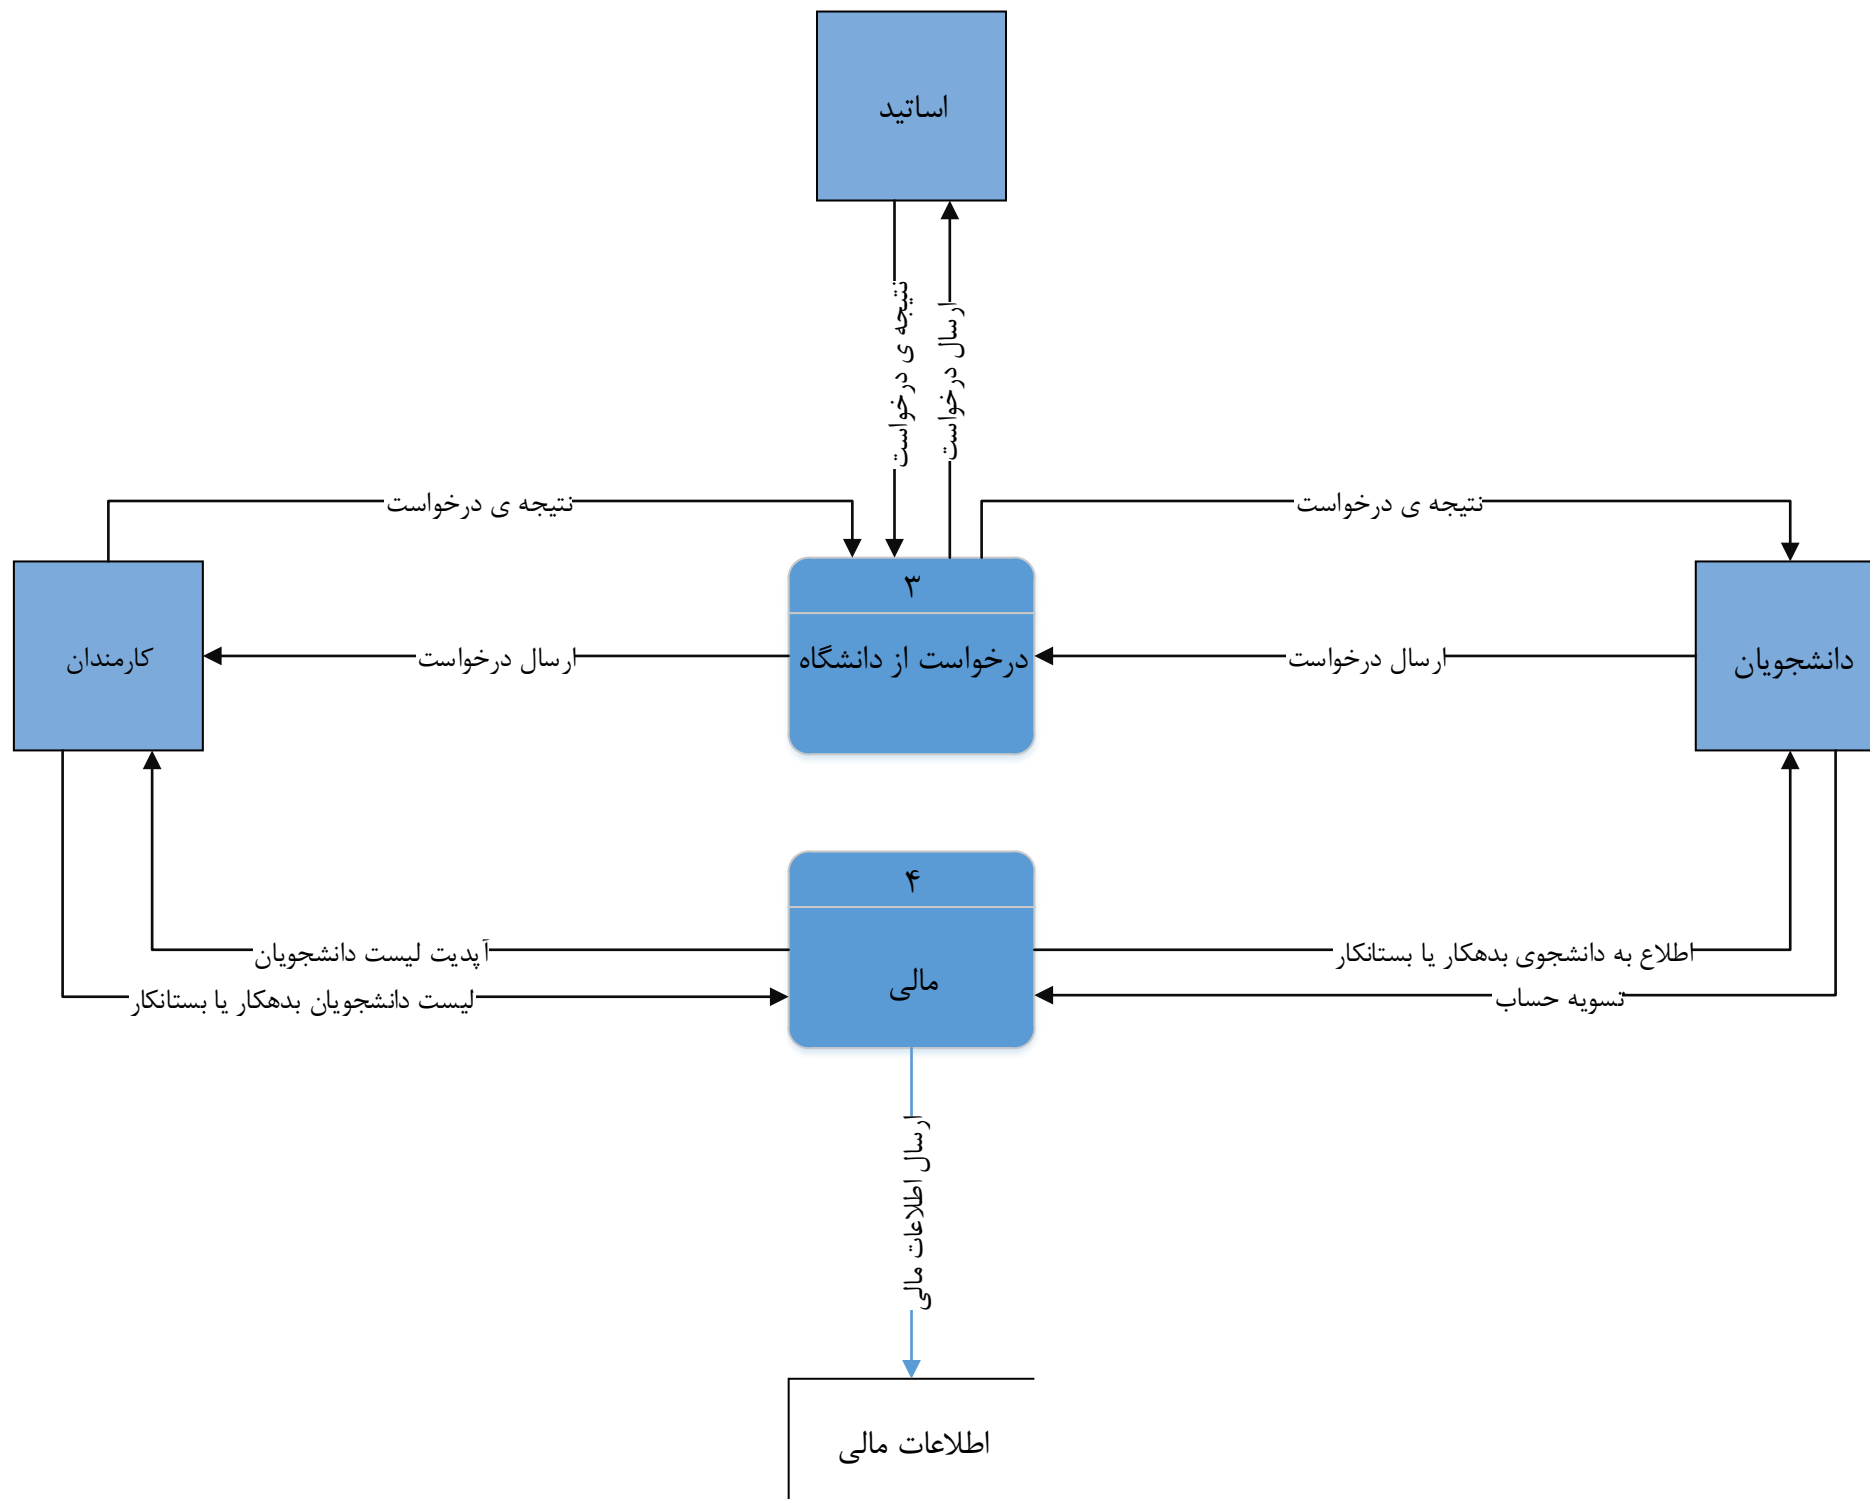 اساتید
نتیجه ی درخواست
ارسال درخواست
نتیجه ی درخواست
نتیجه ی درخواست
۳
درخواست از دانشگاه
دانشجویان
ارسال درخواست
ارسال درخواست
کارمندان
۴
مالی
اطلاع به دانشجوی بدهکار یا بستانکار
آپدیت لیست دانشجویان
تسویه حساب
لیست دانشجویان بدهکار یا بستانکار
ارسال اطلاعات مالی
اطلاعات مالی